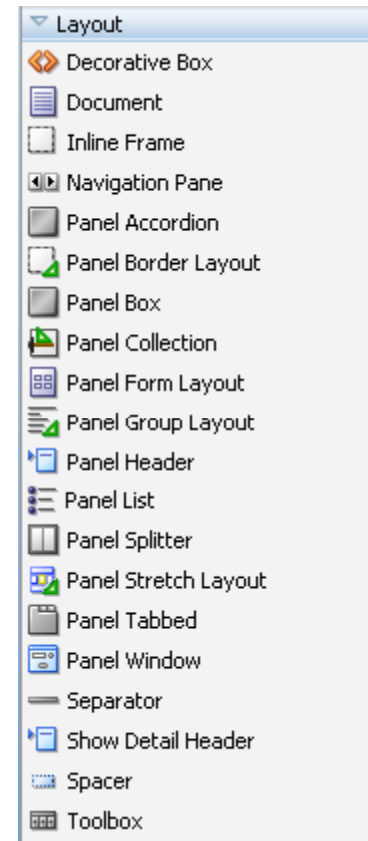 Layout
Decorative Box
Document
Inline Frame
Navigation Pane
Panel Accordion
Panel Border Layout
Panel Box
Panel Collection
Panel Form Layout
Panel Group Layout
Panel Header
Panel List
Panel Splitter
Panel Stretch Layout
Panel Tabbed
Panel Window
Separator
Show Detail Header
Spacer
Toolbox